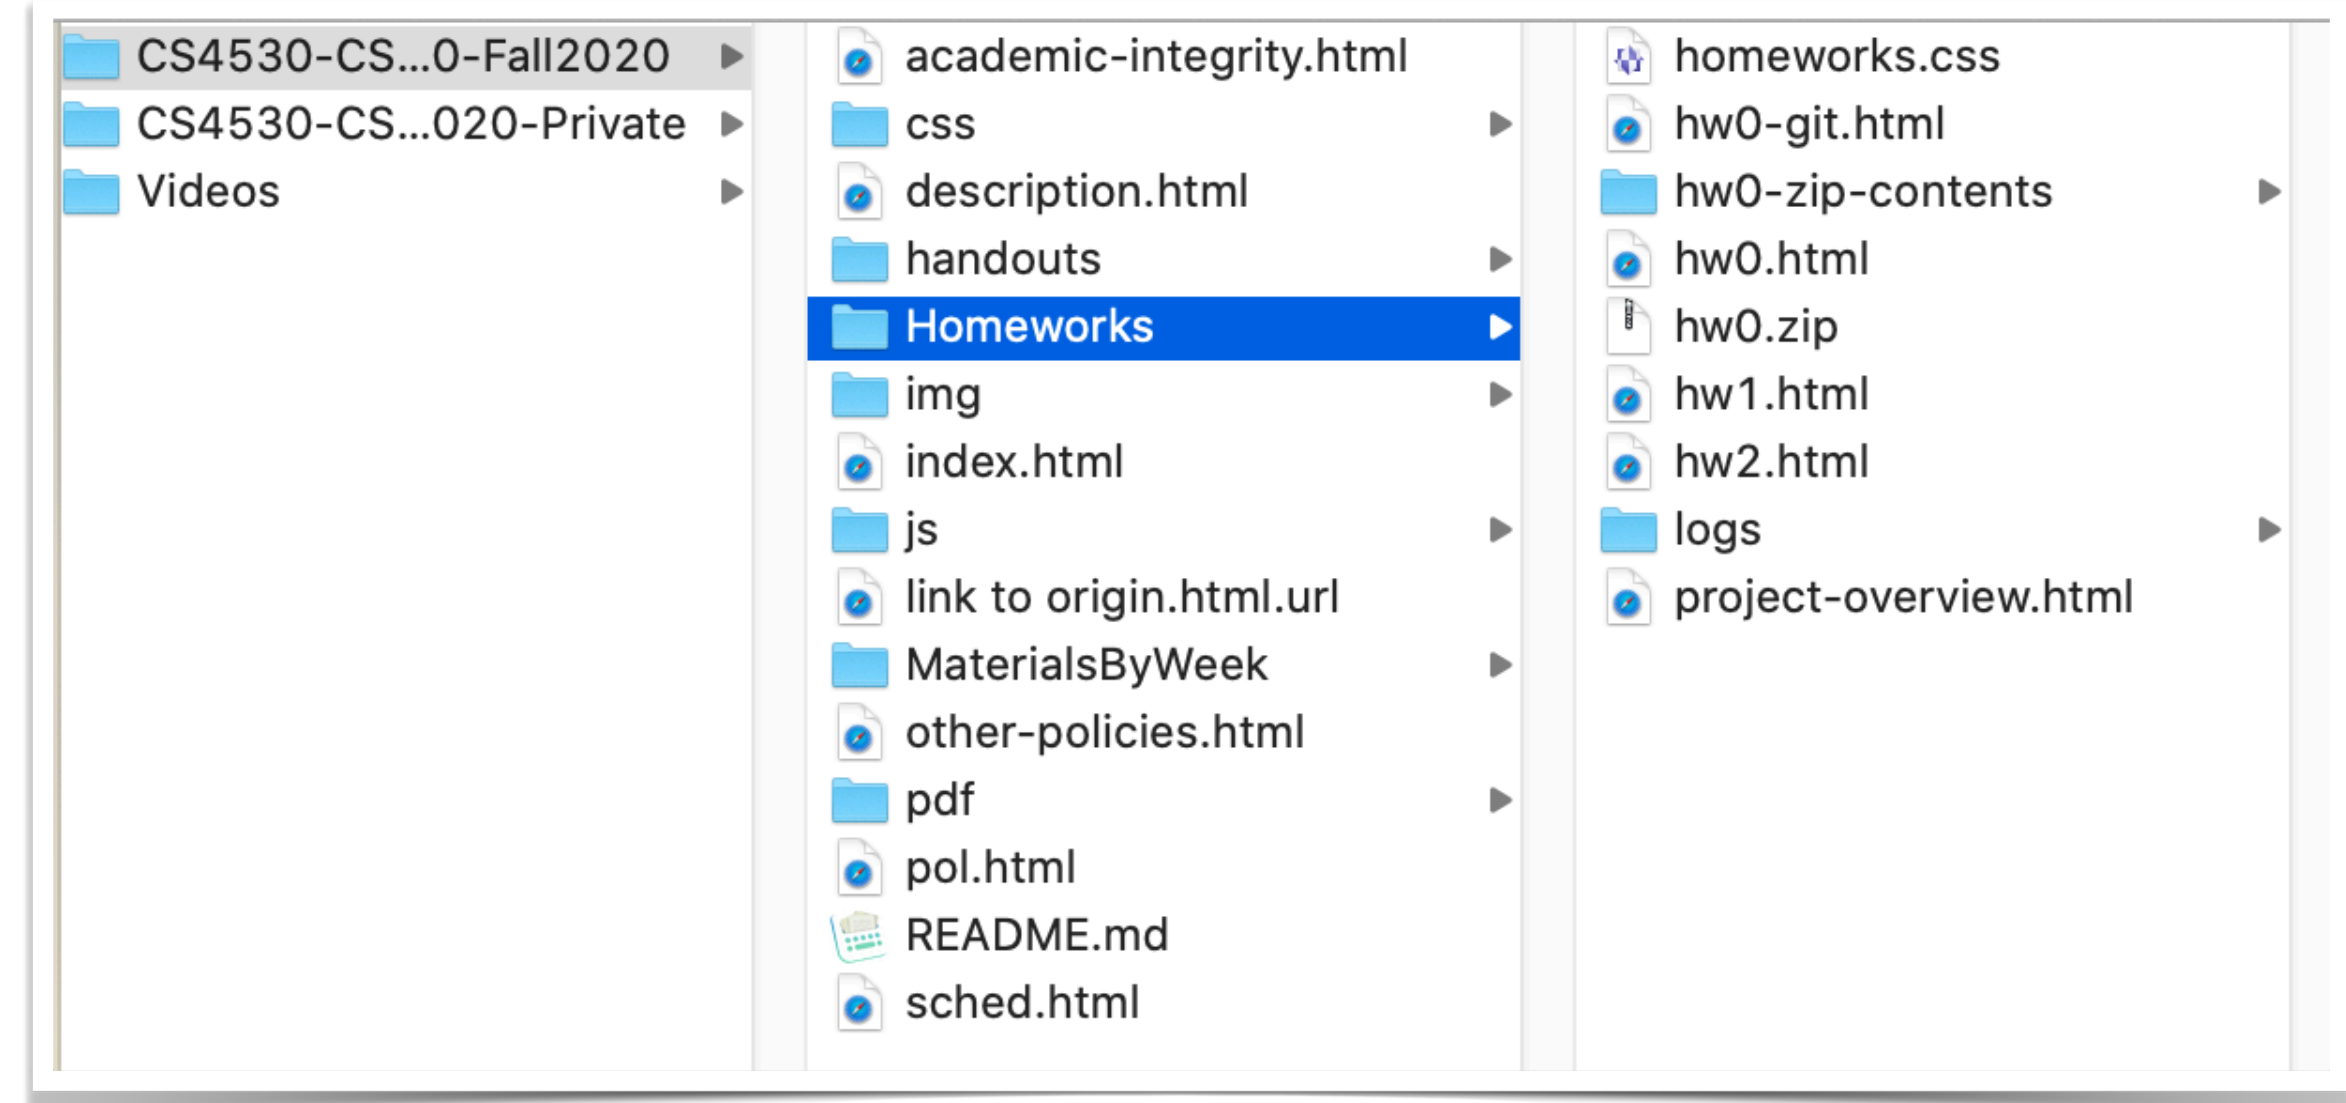 CS4530-CS...0-Fall2020
CS4530-CS...020-Private
Videos
academic-integrity.html
css
description.html
handouts
Homeworks
img
index.html
js
link to origin.html.url
MaterialsByWeek
other-policies.html
pdf
pol.html
README.md
sched.html
homeworks.css
hw0-git.html
hw0-zip-contents
hw0.html
hw0.zip
hw1.html
hw2.html
logs
project-overview.html